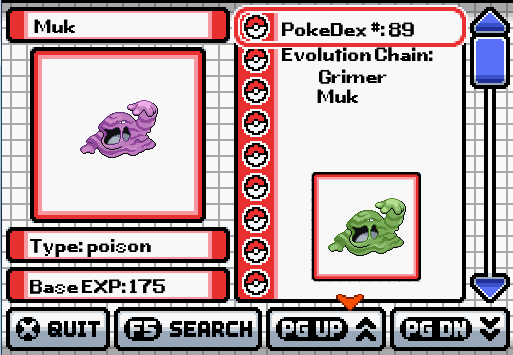 Muk
PokeDex #: 89
Evolution Chain:
Grimer
Muk
Type: poison
Base EXP: 175
X QUIT
F5 SEARCH
PG UP
PG DN